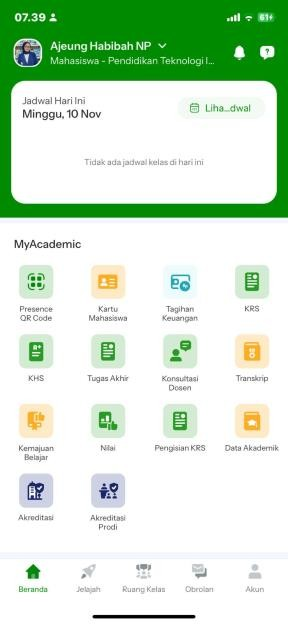 07.39
61
Ajeung Habibah NP
Mahasiswa - Pendidikan Teknologi I...
Jadwal Hari Ini
Minggu, 10 Nov
Liha...dwal
Tidak ada jadwal kelas di hari ini
MyAcademic
Presence
QR Code
Kartu
Mahasiswa
Tagihan
Keuangan
KRS
KHS
Tugas Akhir
Konsultasi
Dosen
Transkrip
Kemajuan
Belajar
Nilai
Pengisian KRS
Data Akademik
Akreditasi
Akreditasi
Prodi
Beranda
Jelajah
Ruang Kelas
Obrolan
Akun